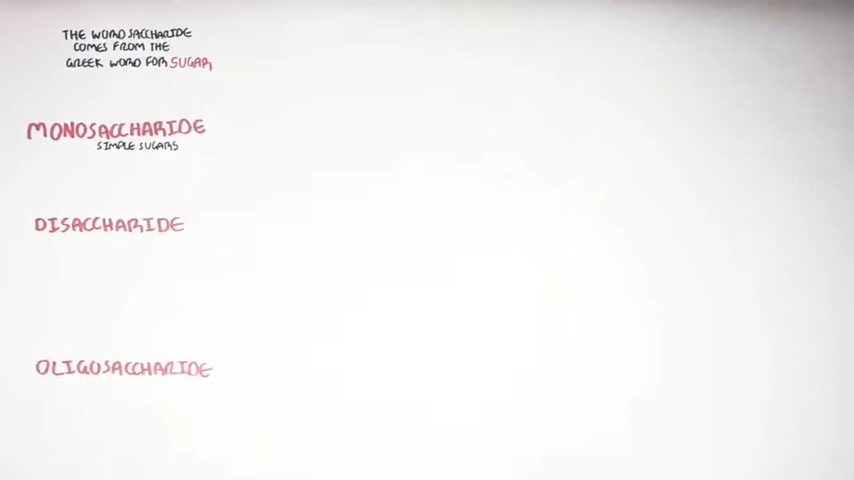 THE WORD SACCHARIDE
COMES FROM THE
GREEK WORD FOR SUGAR
MONOSACCHARIDE
SIMPLE SUGARS
DISACCHARIDE
OLIGOSACCHARIDE